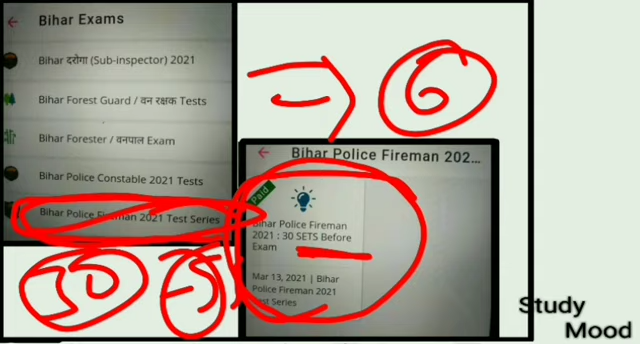 Bihar Exams
Bihar दरोगा (Sub-inspector) 2021
Bihar Forest Guard / वन रक्षक Tests
Bihar Forester / वनपाल Exam
Bihar Police Constable 2021 Tests
Bihar Police Fireman 2021 Test Series
6
Bihar Police Fireman 202...
Paid
Bihar Police Fireman
2021 : 30 SETS Before
Exam
Mar 13, 2021 | Bihar
Police Fireman 2021
Test Series
30
Study
Mood